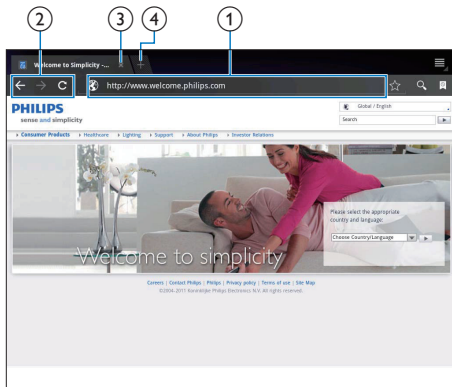 2 3 4 1
Welcome to Simplicity -...
http://www.welcome.philips.com
PHILIPS
sense and simplicity
Global / English
Search
Consumer Products Healthcare Lighting Support About Philips Investor Relations
Please select the appropriate
country and language:
Choose Country/Language
Welcome to simplicity
Careers | Contact Philips | Philips | Privacy policy | Terms of use | Site Map
©2004-2011 Koninklijke Philips Electronics N.V. All rights reserved.